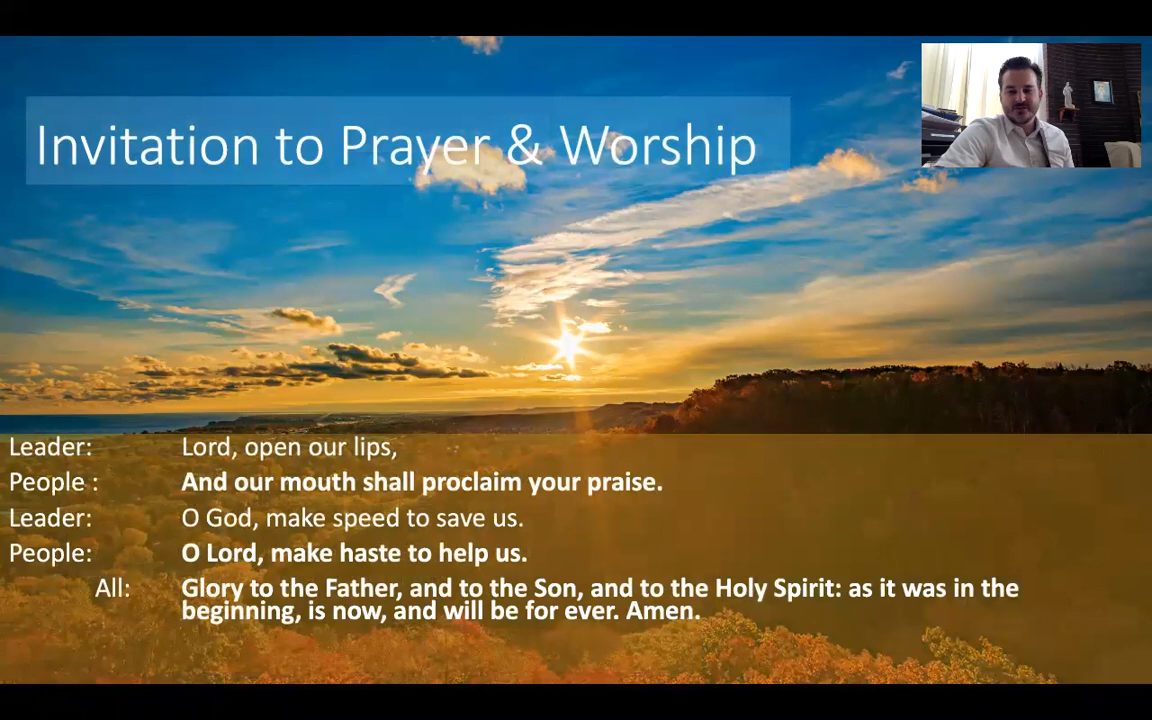 Invitation to Prayer & Worship
Leader: Lord, open our lips,
People : And our mouth shall proclaim your praise.
Leader: O God, make speed to save us.
People: O Lord, make haste to help us.
All: Glory to the Father, and to the Son, and to the Holy Spirit: as it was in the
beginning, is now, and will be for ever. Amen.